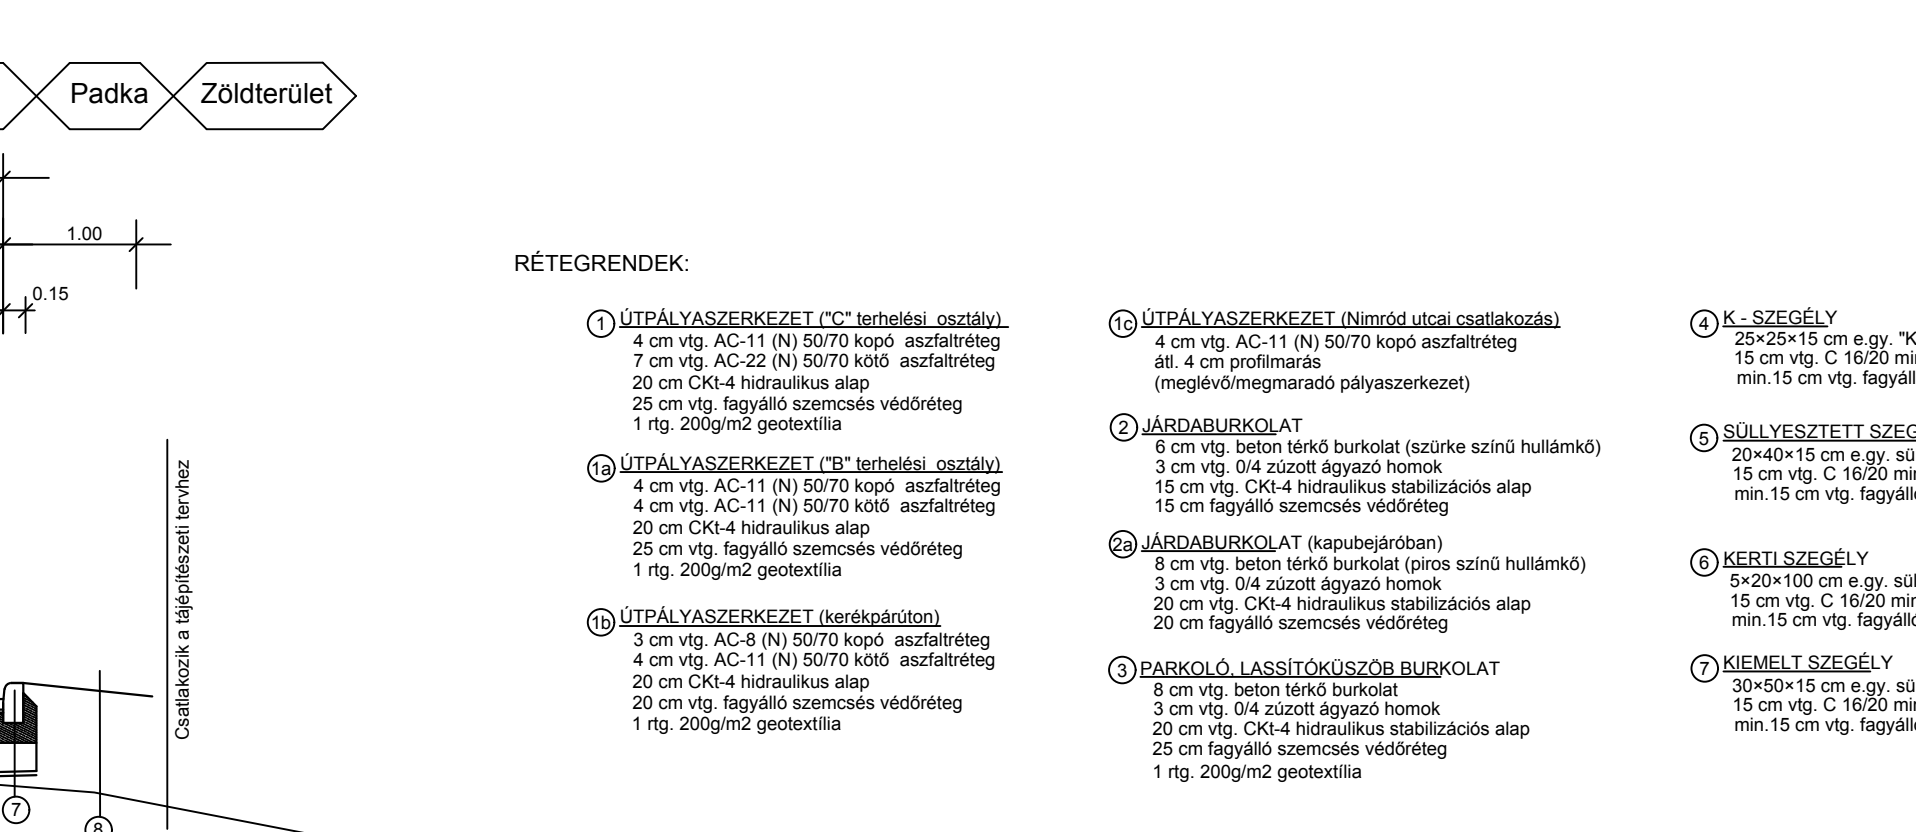 Padka
Zöldterület
1.00
0.15
Csatlakozik a tájépítészeti tervhez
7
8
RÉTEGRENDEK:
1 ÚTPÁLYASZERKEZET ("C" terhelési osztály)
4 cm vtg. AC-11 (N) 50/70 kopó aszfaltréteg
7 cm vtg. AC-22 (N) 50/70 kötő aszfaltréteg
20 cm CKt-4 hidraulikus alap
25 cm vtg. fagyálló szemcsés védőréteg
1 rtg. 200g/m2 geotextília
1a ÚTPÁLYASZERKEZET ("B" terhelési osztály)
4 cm vtg. AC-11 (N) 50/70 kopó aszfaltréteg
4 cm vtg. AC-11 (N) 50/70 kötő aszfaltréteg
20 cm CKt-4 hidraulikus alap
25 cm vtg. fagyálló szemcsés védőréteg
1 rtg. 200g/m2 geotextília
1b ÚTPÁLYASZERKEZET (kerékpárúton)
3 cm vtg. AC-8 (N) 50/70 kopó aszfaltréteg
4 cm vtg. AC-11 (N) 50/70 kötő aszfaltréteg
20 cm CKt-4 hidraulikus alap
20 cm vtg. fagyálló szemcsés védőréteg
1 rtg. 200g/m2 geotextília
1c ÚTPÁLYASZERKEZET (Nimród utcai csatlakozás)
4 cm vtg. AC-11 (N) 50/70 kopó aszfaltréteg
átl. 4 cm profilmarás
(meglévő/megmaradó pályaszerkezet)
2 JÁRDABURKOLAT
6 cm vtg. beton térkő burkolat (szürke színű hullámkő)
3 cm vtg. 0/4 zúzott ágyazó homok
15 cm vtg. CKt-4 hidraulikus stabilizációs alap
15 cm fagyálló szemcsés védőréteg
2a JÁRDABURKOLAT (kapubejáróban)
8 cm vtg. beton térkő burkolat (piros színű hullámkő)
3 cm vtg. 0/4 zúzott ágyazó homok
20 cm vtg. CKt-4 hidraulikus stabilizációs alap
20 cm fagyálló szemcsés védőréteg
3 PARKOLÓ, LASSÍTÓKÜSZÖB BURKOLAT
8 cm vtg. beton térkő burkolat
3 cm vtg. 0/4 zúzott ágyazó homok
20 cm vtg. CKt-4 hidraulikus stabilizációs alap
25 cm fagyálló szemcsés védőréteg
1 rtg. 200g/m2 geotextília
4 K - SZEGÉLY
25×25×15 cm e.gy. "K
15 cm vtg. C 16/20
min.15 cm vtg.
5 SÜLLYESZTETT
20×40×15 cm e.gy.
15 cm vtg. C 16/20
min.15 cm vtg.
6 KERTI SZEGÉLY
5×20×100 cm e.gy.
15 cm vtg. C 16/20
min.15 cm vtg.
7 KIEMELT SZEGÉLY
30×50×15 cm e.gy.
15 cm vtg. C 16/20
min.15 cm vtg.